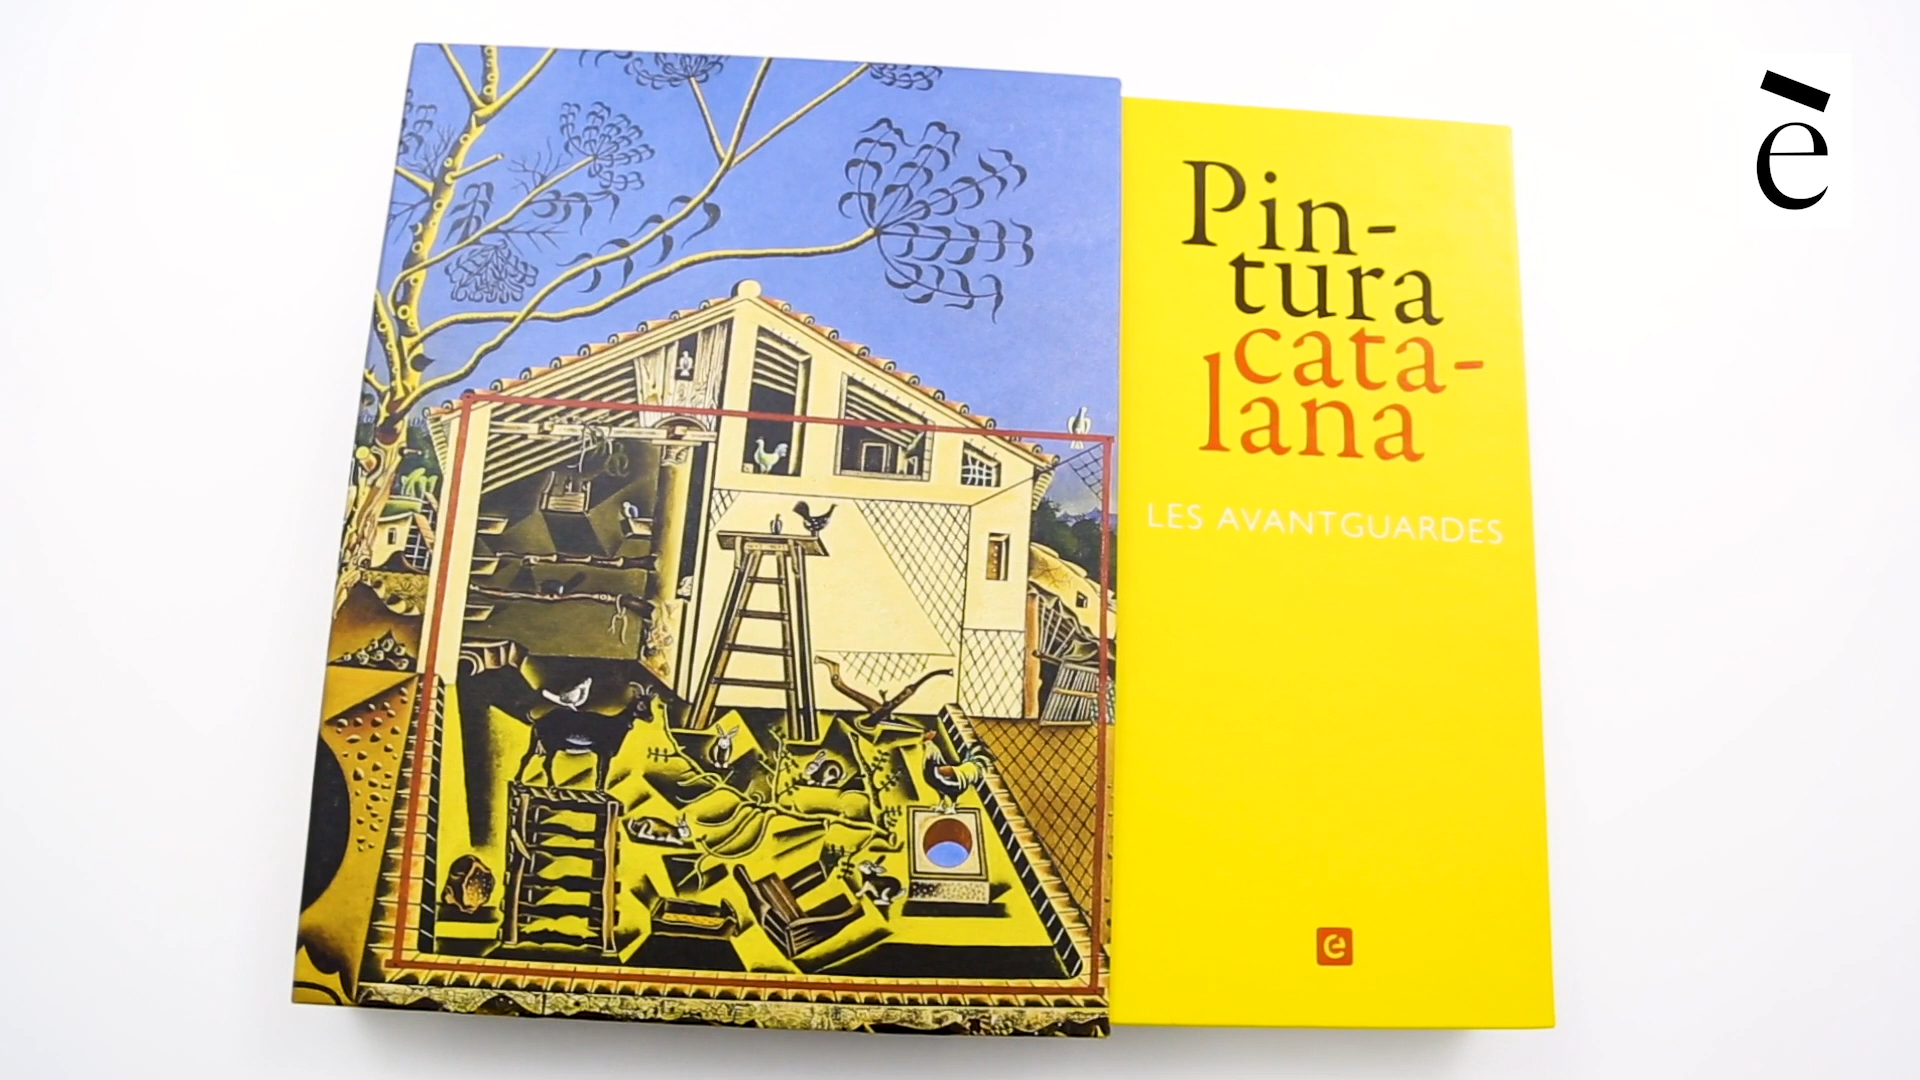 è
Pin-
tura
cata-
lana
LES AVANTGUARDES
e